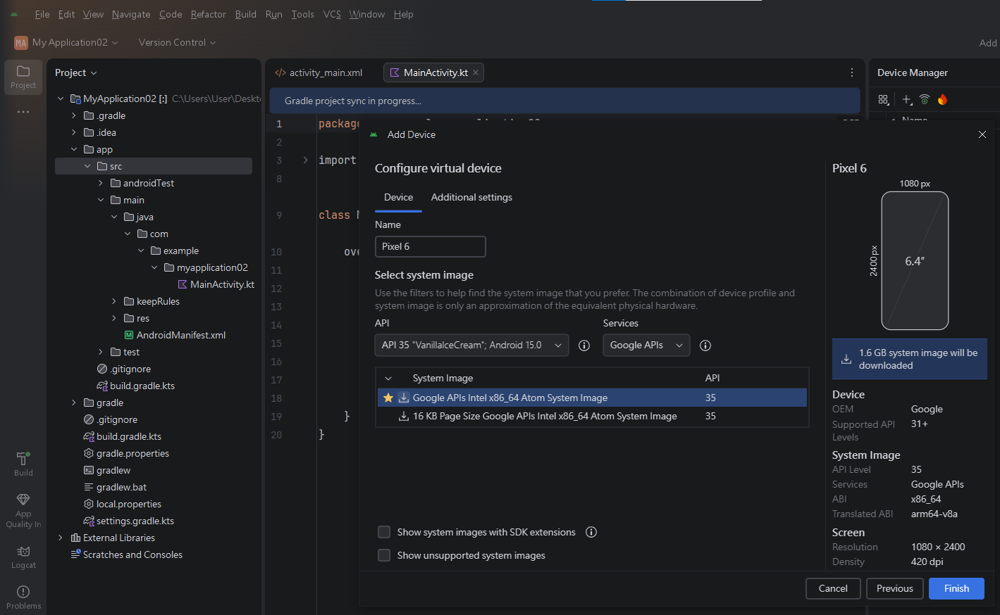 File Edit View Navigate Code Refactor Build Run Tools VCS Window Help
MA My Application02 Version Control Add
Project
Project
activity_main.xml MainActivity.kt
Device Manager
Gradle project sync in progress...
Name
MyApplication02 [:] C:\Users\User\Deskt
.gradle
.idea
app
src
androidTest
main
java
com
example
myapplication02
MainActivity.kt
keepRules
res
AndroidManifest.xml
test
.gitignore
build.gradle.kts
gradle
.gitignore
build.gradle.kts
gradle.properties
gradlew
gradlew.bat
local.properties
settings.gradle.kts
External Libraries
Scratches and Consoles
Build
App
Quality In
Logcat
Problems
1 package
2
3 import
8
9 class M
10 ove
11
12
13
14
15
16
17
18
19 }
20 }
Add Device
Configure virtual device
Device Additional settings
Name
Pixel 6
Select system image
Use the filters to help find the system image that you prefer. The combination of device profile and
system image is only an approximation of the equivalent physical hardware.
API Services
API 35 "VanillaIceCream"; Android 15.0 Google APIs
System Image API
Google APIs Intel x86_64 Atom System Image 35
16 KB Page Size Google APIs Intel x86_64 Atom System Image 35
Show system images with SDK extensions
Show unsupported system images
Pixel 6
1080 px
2400 px
6.4"
1.6 GB system image will be
downloaded
Device
OEM Google
Supported API 31+
Levels
System Image
API Level 35
Services Google APIs
ABI x86_64
Translated ABI arm64-v8a
Screen
Resolution 1080 × 2400
Density 420 dpi
Cancel Previous Finish